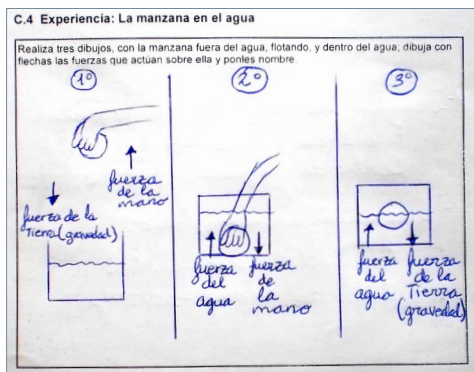 C.4 Experiencia: La manzana en el agua
Realiza tres dibujos, con la manzana fuera del agua, flotando, y dentro del agua; dibuja con
flechas las fuerzas que actúan sobre ella y ponles nombre.
1º
2º
3º
fuerza
de la
mano
fuerza de la
Tierra (gravedad)
fuerza
del
agua
fuerza
de
la
mano
fuerza
del
agua
fuerza
de la
Tierra
(gravedad)